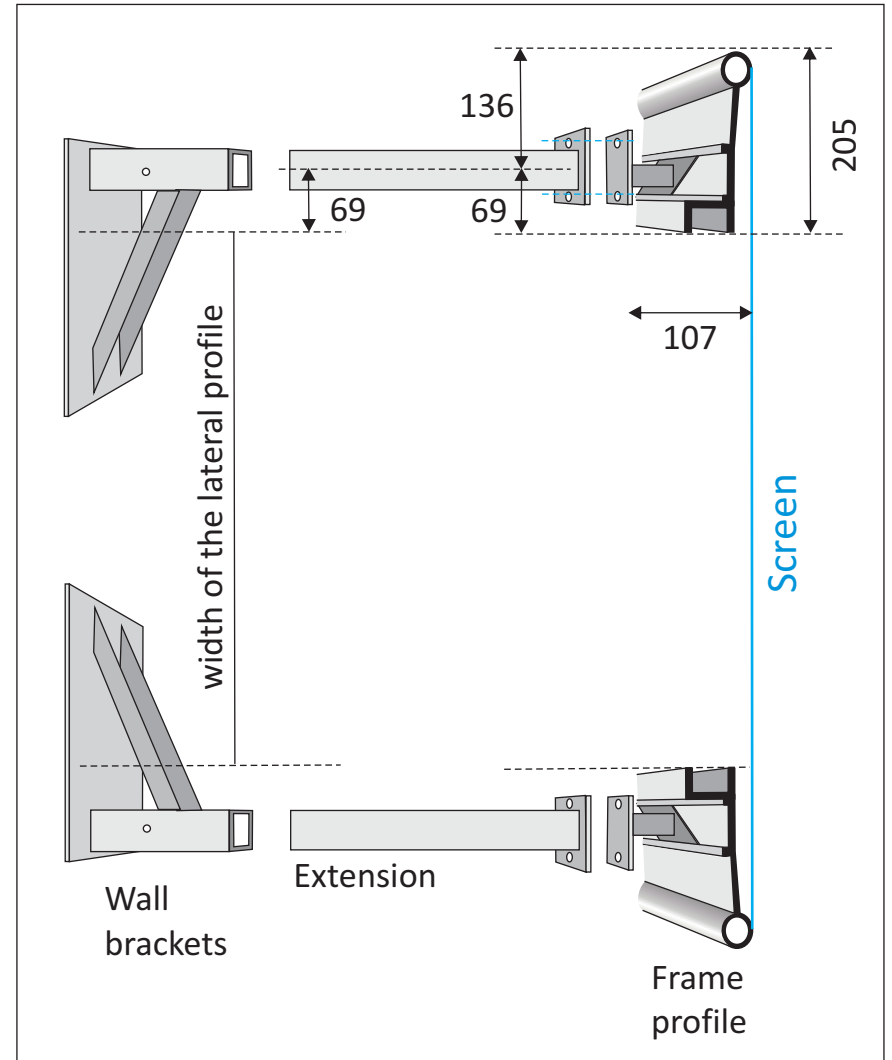 136
205
69
69
107
width of the lateral profile
Screen
Extension
Wall
brackets
Frame
profile